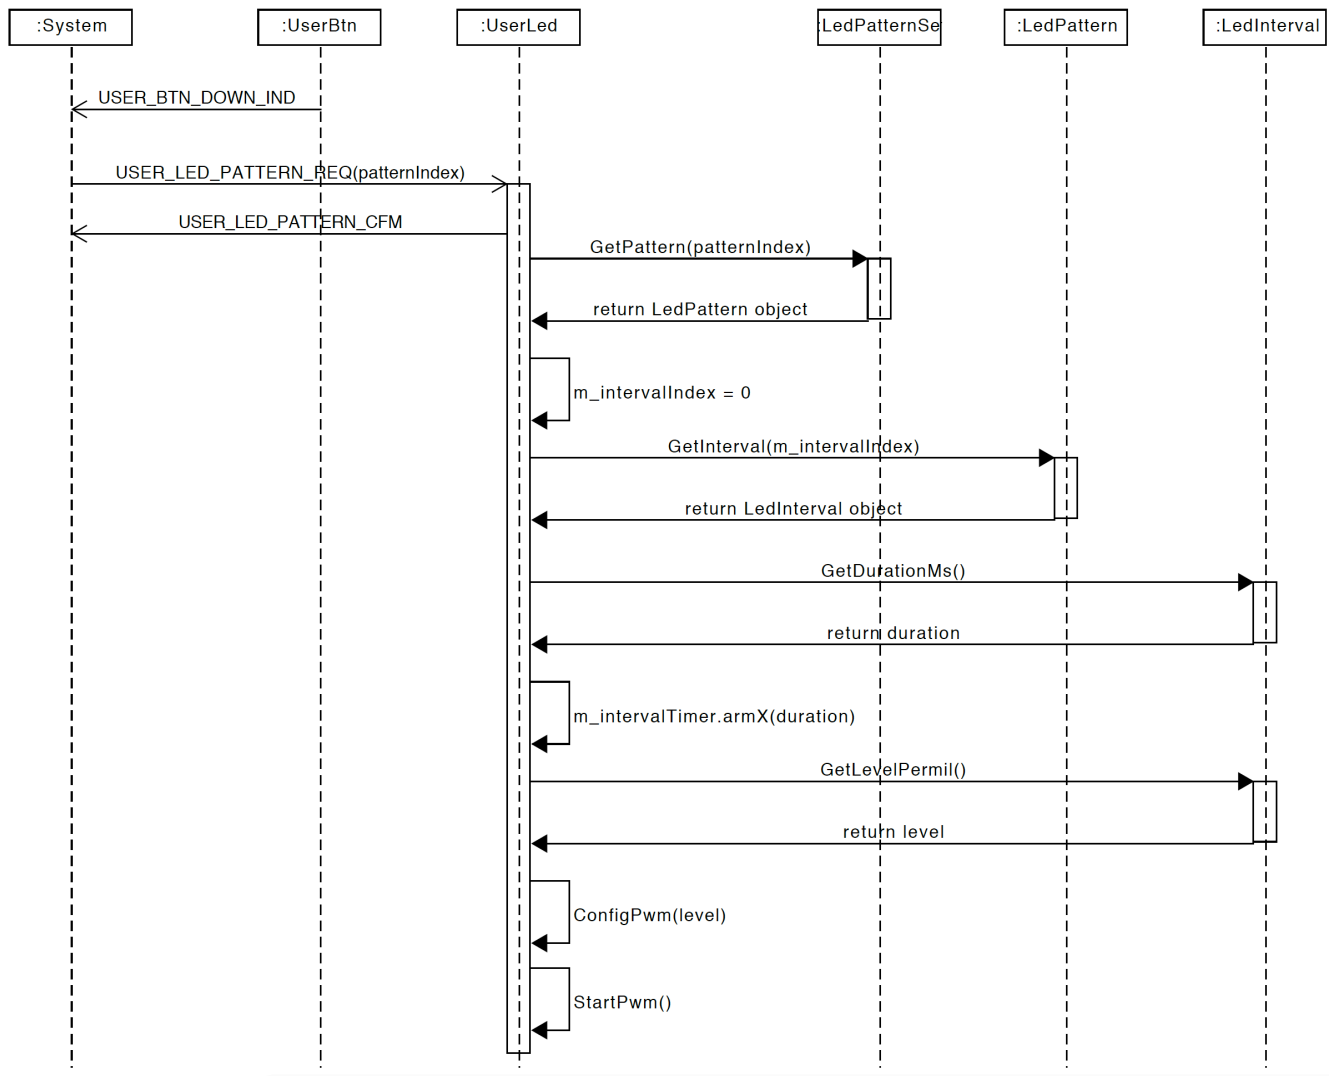 :System
:UserBtn
:UserLed
:LedPatternSe
:LedPattern
:LedInterval
USER_BTN_DOWN_IND
USER_LED_PATTERN_REQ(patternIndex)
USER_LED_PATTERN_CFM
GetPattern(patternIndex)
return LedPattern object
m_intervalIndex = 0
GetInterval(m_intervalIndex)
return LedInterval object
GetDurationMs()
return duration
m_intervalTimer.armX(duration)
GetLevelPermil()
return level
ConfigPwm(level)
StartPwm()